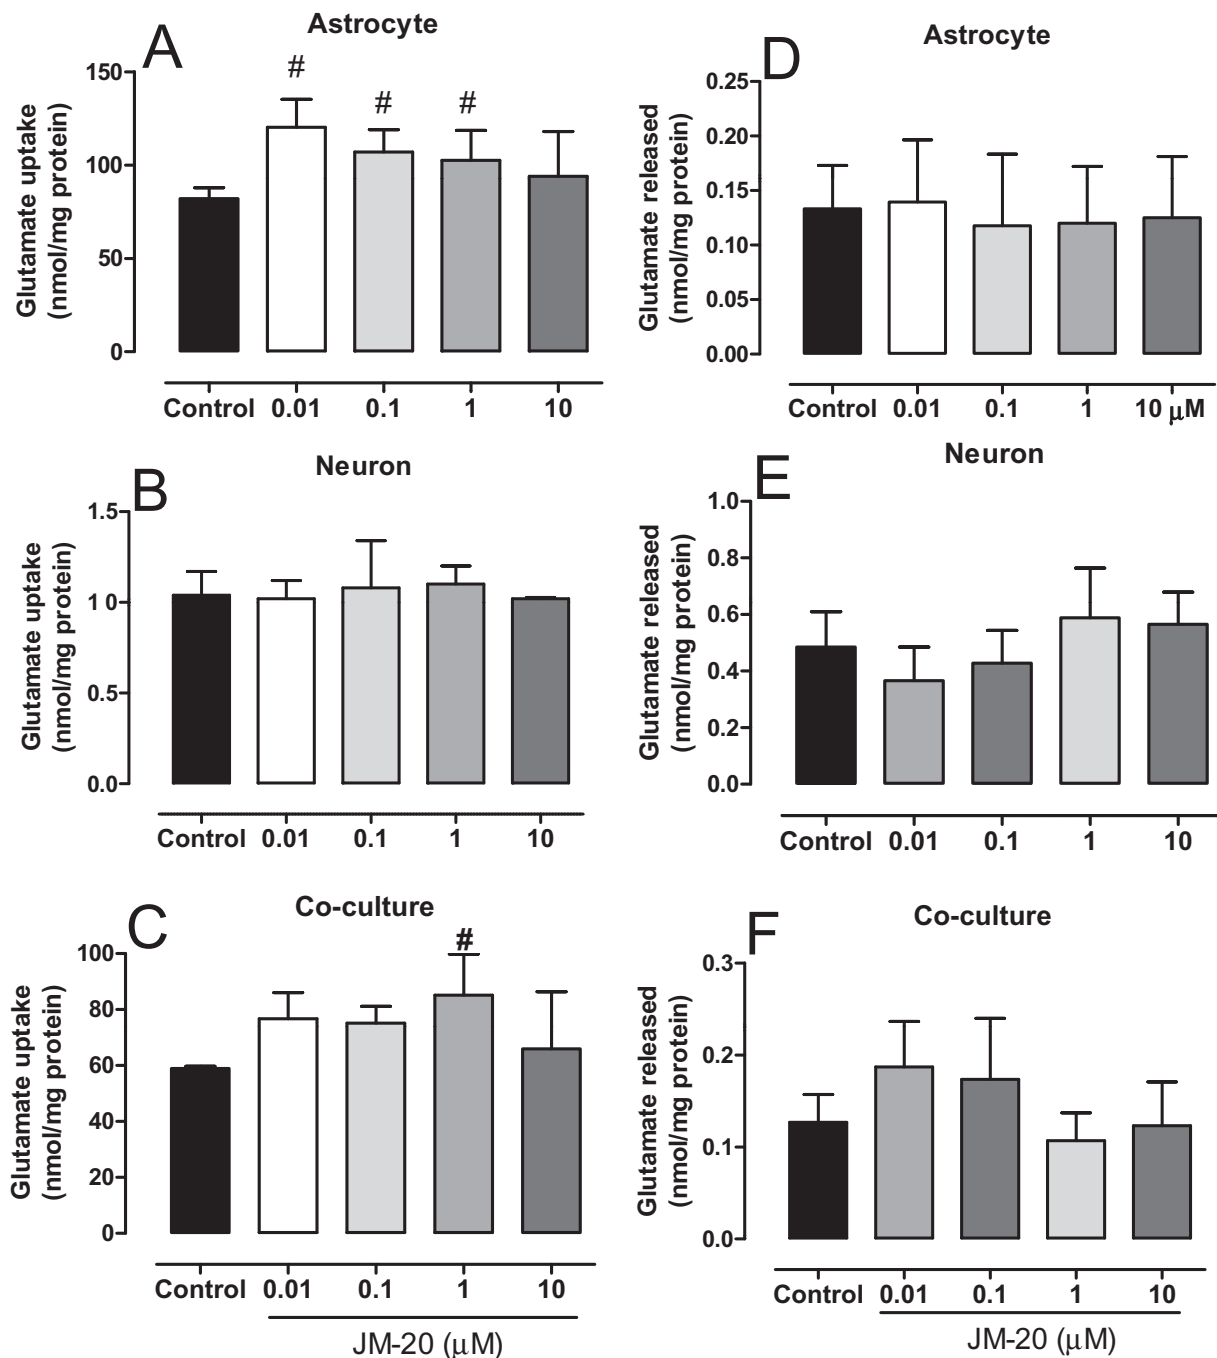 A
Astrocyte
Glutamate uptake
(nmol/mg protein)
150
100
50
0
#
#
#
Control 0.01 0.1 1 10
D
Astrocyte
Glutamate released
(nmol/mg protein)
0.25
0.20
0.15
0.10
0.05
0.00
Control 0.01 0.1 1 10 μM
B
Neuron
Glutamate uptake
(nmol/mg protein)
1.5
1.0
0.5
0.0
Control 0.01 0.1 1 10
E
Neuron
Glutamate released
(nmol/mg protein)
1.0
0.8
0.6
0.4
0.2
0.0
Control 0.01 0.1 1 10
C
Co-culture
Glutamate uptake
(nmol/mg protein)
100
80
60
40
20
0
#
Control 0.01 0.1 1 10
JM-20 (μM)
F
Co-culture
Glutamate released
(nmol/mg protein)
0.3
0.2
0.1
0.0
Control 0.01 0.1 1 10
JM-20 (μM)